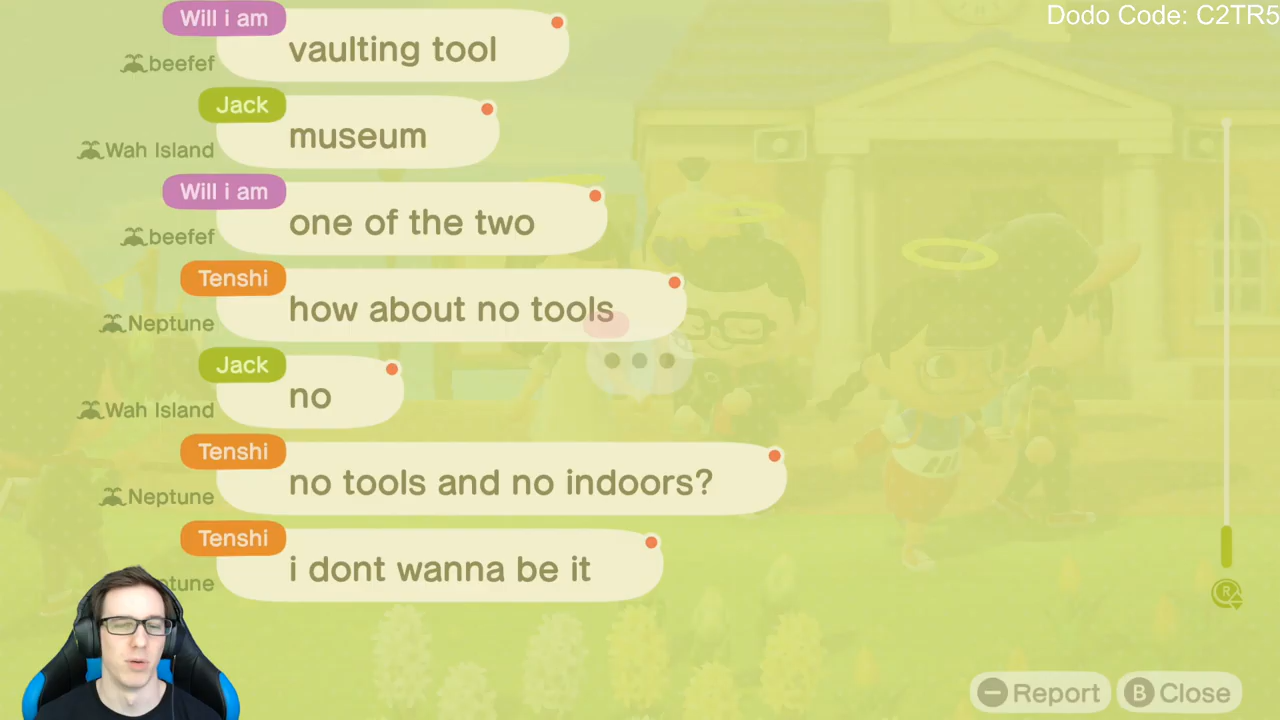 Dodo Code: C2TR5
Will i am
vaulting tool
beefef
Jack
museum
Wah Island
Will i am
one of the two
beefef
Tenshi
how about no tools
Neptune
Jack
no
Wah Island
Tenshi
no tools and no indoors?
Neptune
Tenshi
i dont wanna be it
ptune
R
Report
B Close